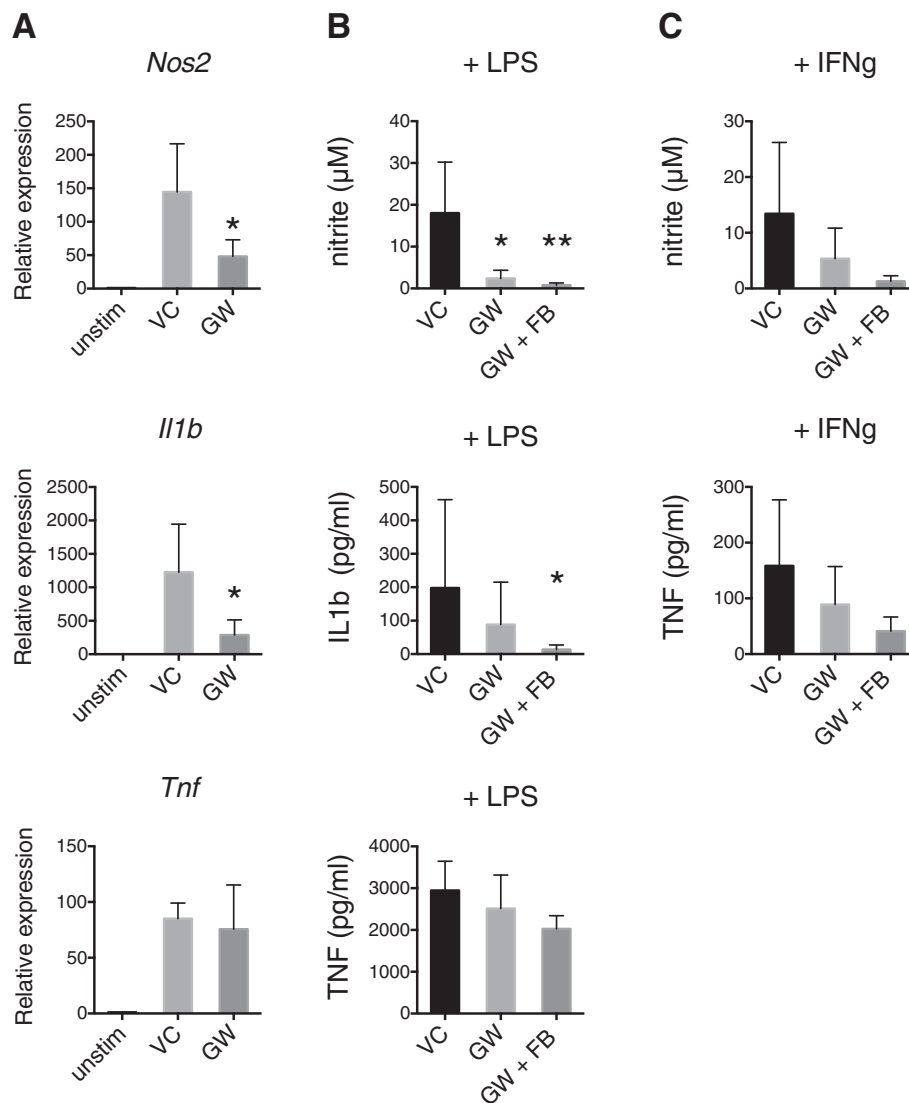 A
B
C
Nos2
+ LPS
+ IFNg
Relative expression
250
200
150
100
50
0
*
unstim
VC
GW
nitrite (µM)
40
30
20
10
0
*
**
VC
GW
GW + FB
nitrite (µM)
30
20
10
0
VC
GW
GW + FB
Il1b
+ LPS
+ IFNg
Relative expression
2500
2000
1500
1000
500
0
*
unstim
VC
GW
IL1b (pg/ml)
500
400
300
200
100
0
*
VC
GW
GW + FB
TNF (pg/ml)
300
200
100
0
VC
GW
GW + FB
Tnf
+ LPS
Relative expression
150
100
50
0
unstim
VC
GW
TNF (pg/ml)
4000
3000
2000
1000
0
VC
GW
GW + FB